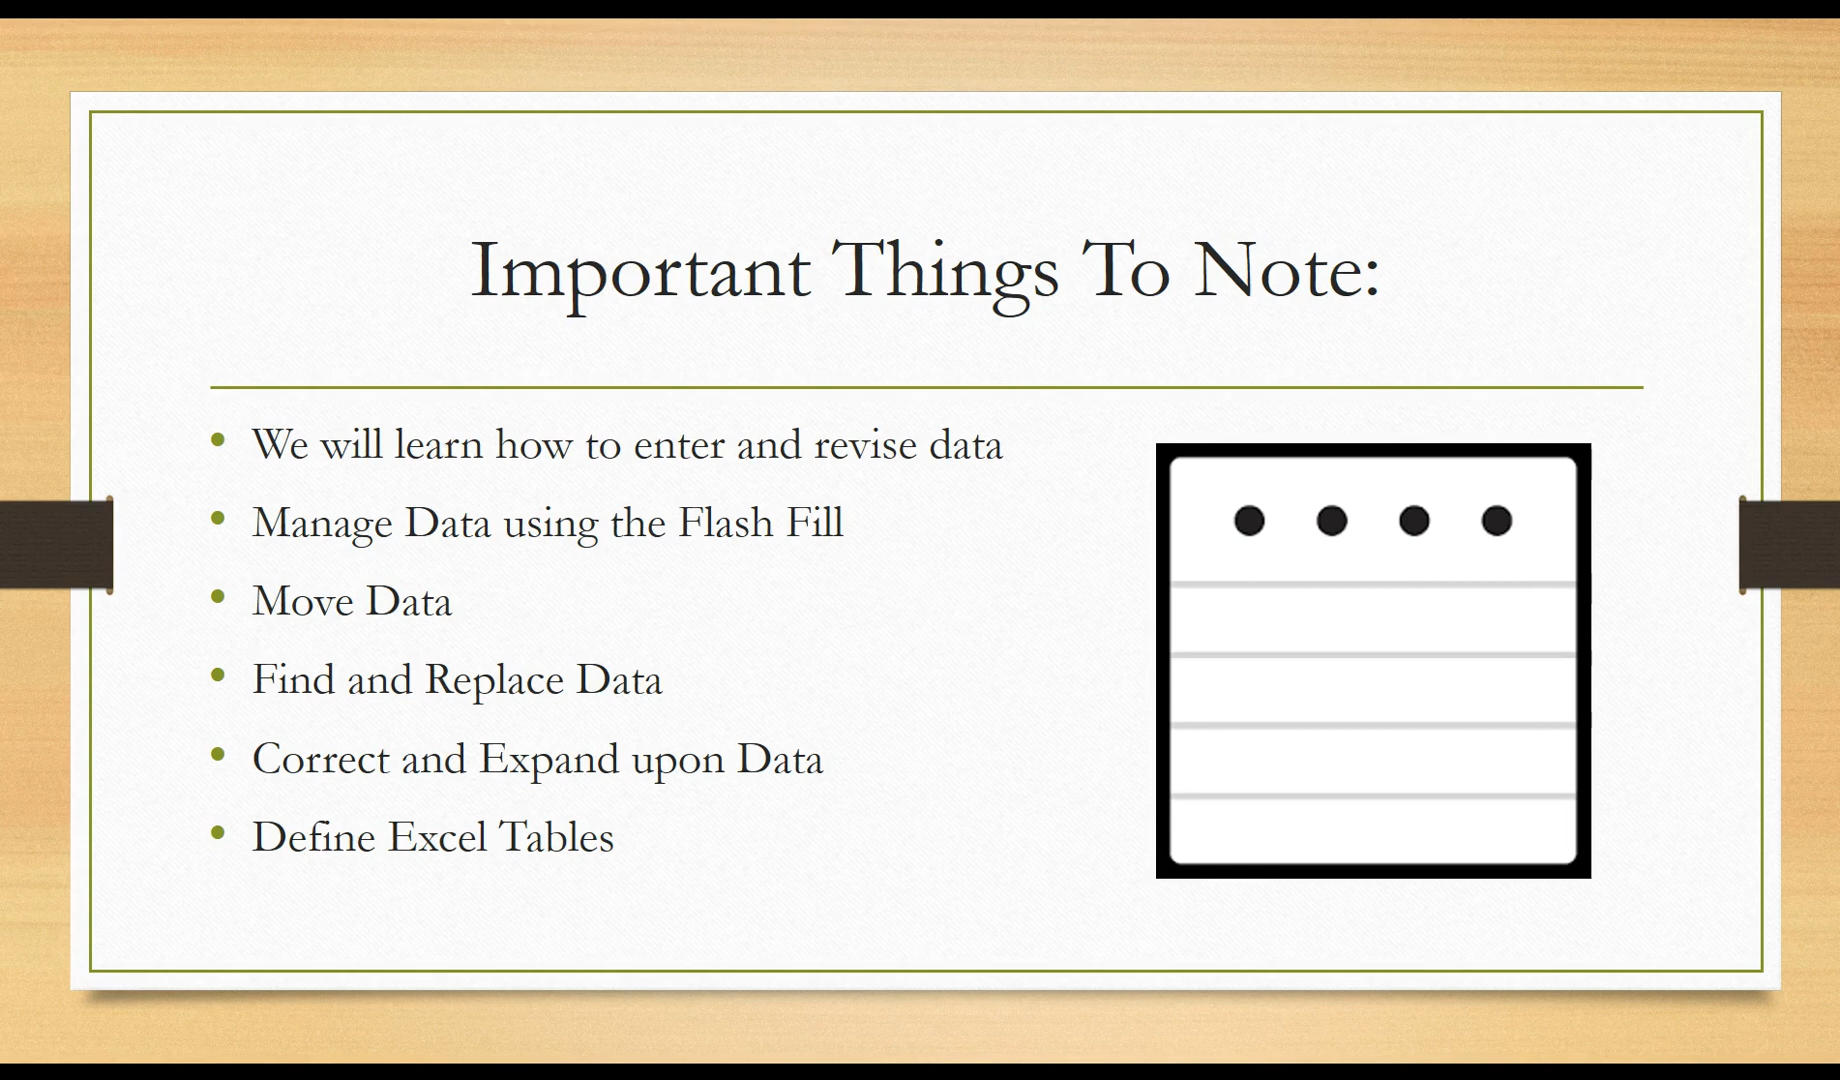 Important Things To Note:
• We will learn how to enter and revise data
• Manage Data using the Flash Fill
• Move Data
• Find and Replace Data
• Correct and Expand upon Data
• Define Excel Tables